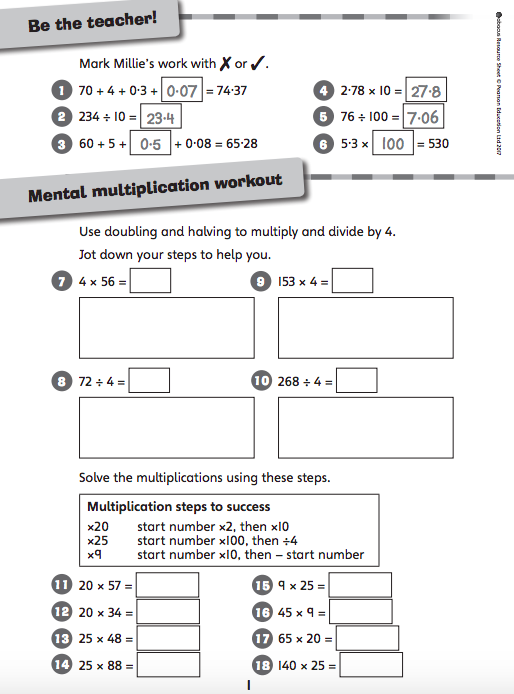 Be the teacher!
Abacus Resource Sheet © Pearson Education Ltd 2017
Mark Millie's work with ✗ or ✓.
1 70 + 4 + 0·3 + 0·07 = 74·37
2 234 ÷ 10 = 23·4
3 60 + 5 + 0·5 + 0·08 = 65·28
4 2·78 × 10 = 27·8
5 76 ÷ 100 = 7·06
6 5·3 × 100 = 530
Mental multiplication workout
Use doubling and halving to multiply and divide by 4.
Jot down your steps to help you.
7 4 × 56 =
9 153 × 4 =
8 72 ÷ 4 =
10 268 ÷ 4 =
Solve the multiplications using these steps.
Multiplication steps to success
×20 start number ×2, then ×10
×25 start number ×100, then ÷4
×9 start number ×10, then – start number
11 20 × 57 =
12 20 × 34 =
13 25 × 48 =
14 25 × 88 =
15 9 × 25 =
16 45 × 9 =
17 65 × 20 =
18 140 × 25 =
1